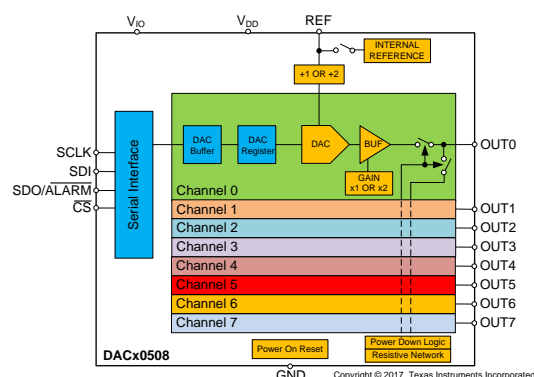 V_IO
V_DD
REF
INTERNAL
REFERENCE
÷1 OR ÷2
Serial Interface
DAC
Buffer
DAC
Register
DAC
BUF
GAIN
x1 OR x2
OUT0
SCLK
SDI
SDO/ALARM
CS
Channel 0
Channel 1
OUT1
Channel 2
OUT2
Channel 3
OUT3
Channel 4
OUT4
Channel 5
OUT5
Channel 6
OUT6
Channel 7
OUT7
Power On Reset
Power Down Logic
Resistive Network
DACx0508
GND
Copyright © 2017, Texas Instruments Incorporated